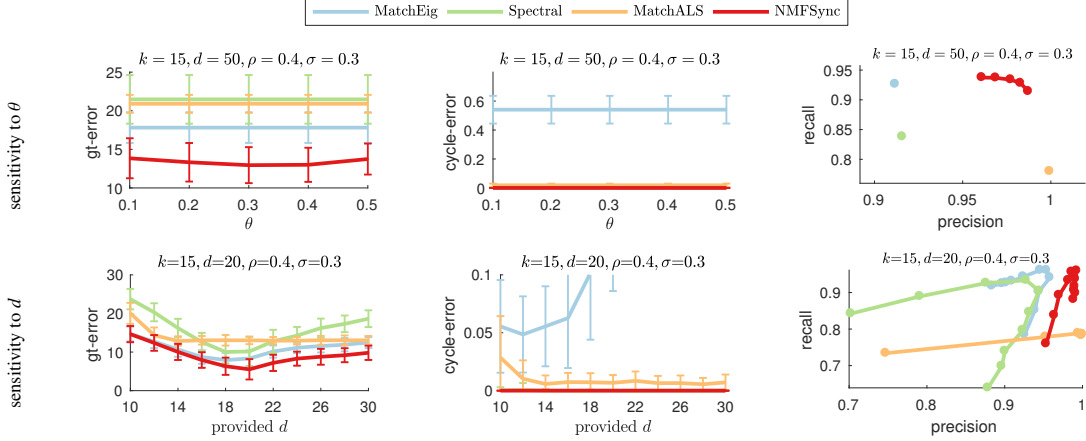 MatchEig Spectral MatchALS NMFSync
sensitivity to θ
k = 15, d = 50, ρ = 0.4, σ = 0.3
gt-error
25
20
15
10
0.1 0.2 0.3 0.4 0.5
θ
k = 15, d = 50, ρ = 0.4, σ = 0.3
cycle-error
0.6
0.4
0.2
0
0.1 0.2 0.3 0.4 0.5
θ
k = 15, d = 50, ρ = 0.4, σ = 0.3
recall
0.95
0.9
0.85
0.8
0.9 0.95 1
precision
sensitivity to d
k=15, d=20, ρ=0.4, σ=0.3
gt-error
30
20
10
0
10 14 18 22 26 30
provided d
k=15, d=20, ρ=0.4, σ=0.3
cycle-error
0.1
0.05
0
10 14 18 22 26 30
provided d
k=15, d=20, ρ=0.4, σ=0.3
recall
0.9
0.8
0.7
0.7 0.8 0.9 1
precision